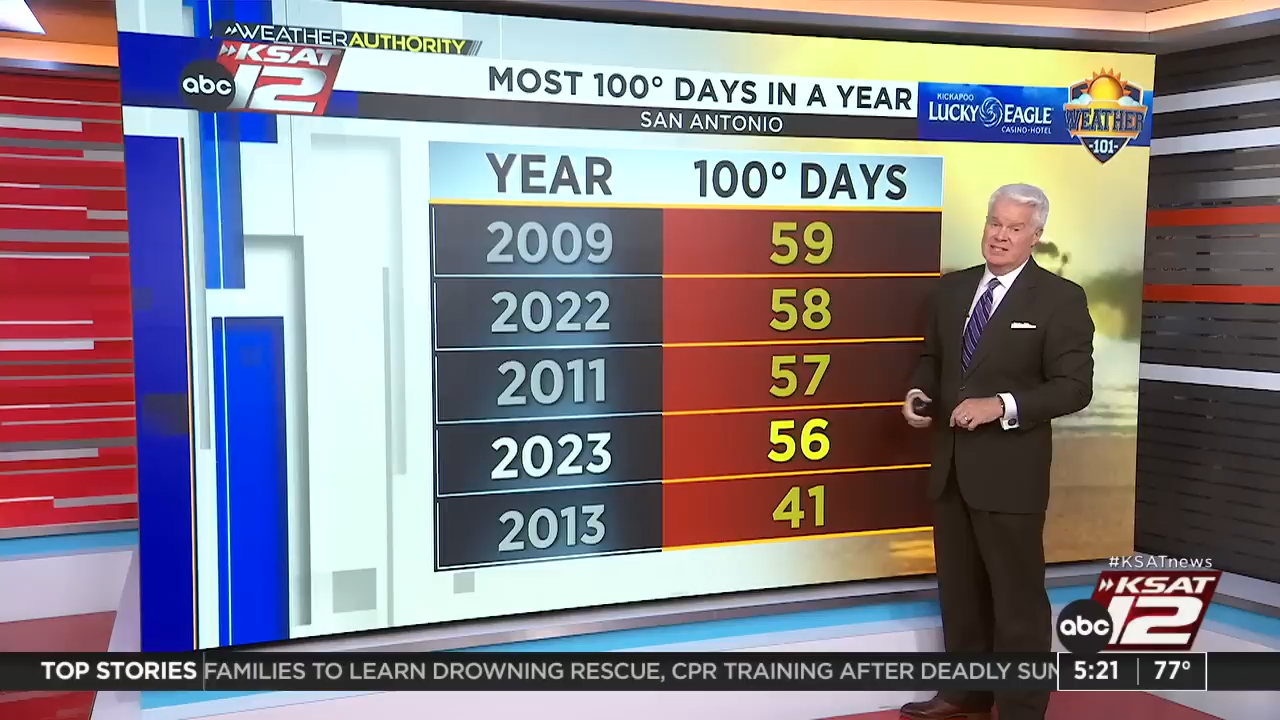 »WEATHERAUTHORITY
»KSAT
abc 12
MOST 100° DAYS IN A YEAR
SAN ANTONIO
KICKAPOO
LUCKY EAGLE
CASINO•HOTEL
WEATHER
-101-
YEAR 100° DAYS
2009 59
2022 58
2011 57
2023 56
2013 41
#KSATnews
»KSAT
abc 12
TOP STORIES FAMILIES TO LEARN DROWNING RESCUE, CPR TRAINING AFTER DEADLY 5:21 77°